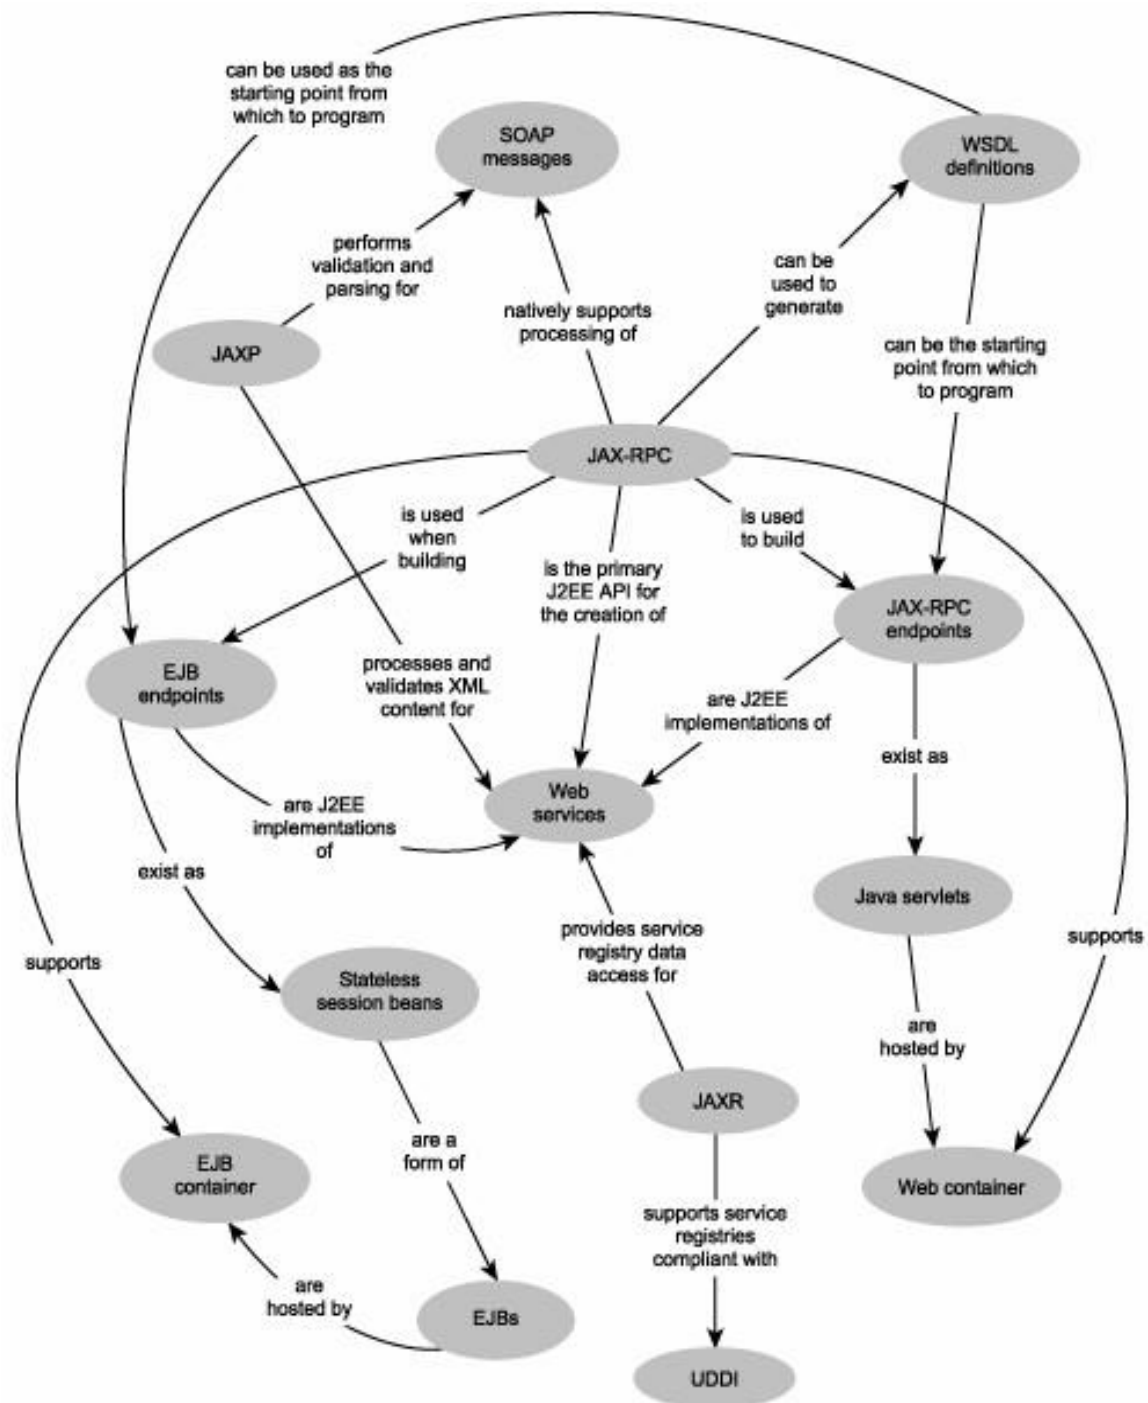 can be used as the
starting point from
which to program
SOAP
messages
WSDL
definitions
performs
validation and
parsing for
can be
used to
generate
natively supports
processing of
JAXP
can be the starting
point from which
to program
JAX-RPC
is used
when
building
is used
to build
is the primary
J2EE API for
the creation of
JAX-RPC
endpoints
EJB
endpoints
processes and
validates XML
content for
are J2EE
implementations of
exist as
Web
services
are J2EE
implementations
of
exist as
Java servlets
provides service
registry data
access for
supports
supports
Stateless
session beans
are
hosted by
JAXR
are a
form of
EJB
container
Web container
supports service
registries
compliant with
are
hosted by
EJBs
UDDI